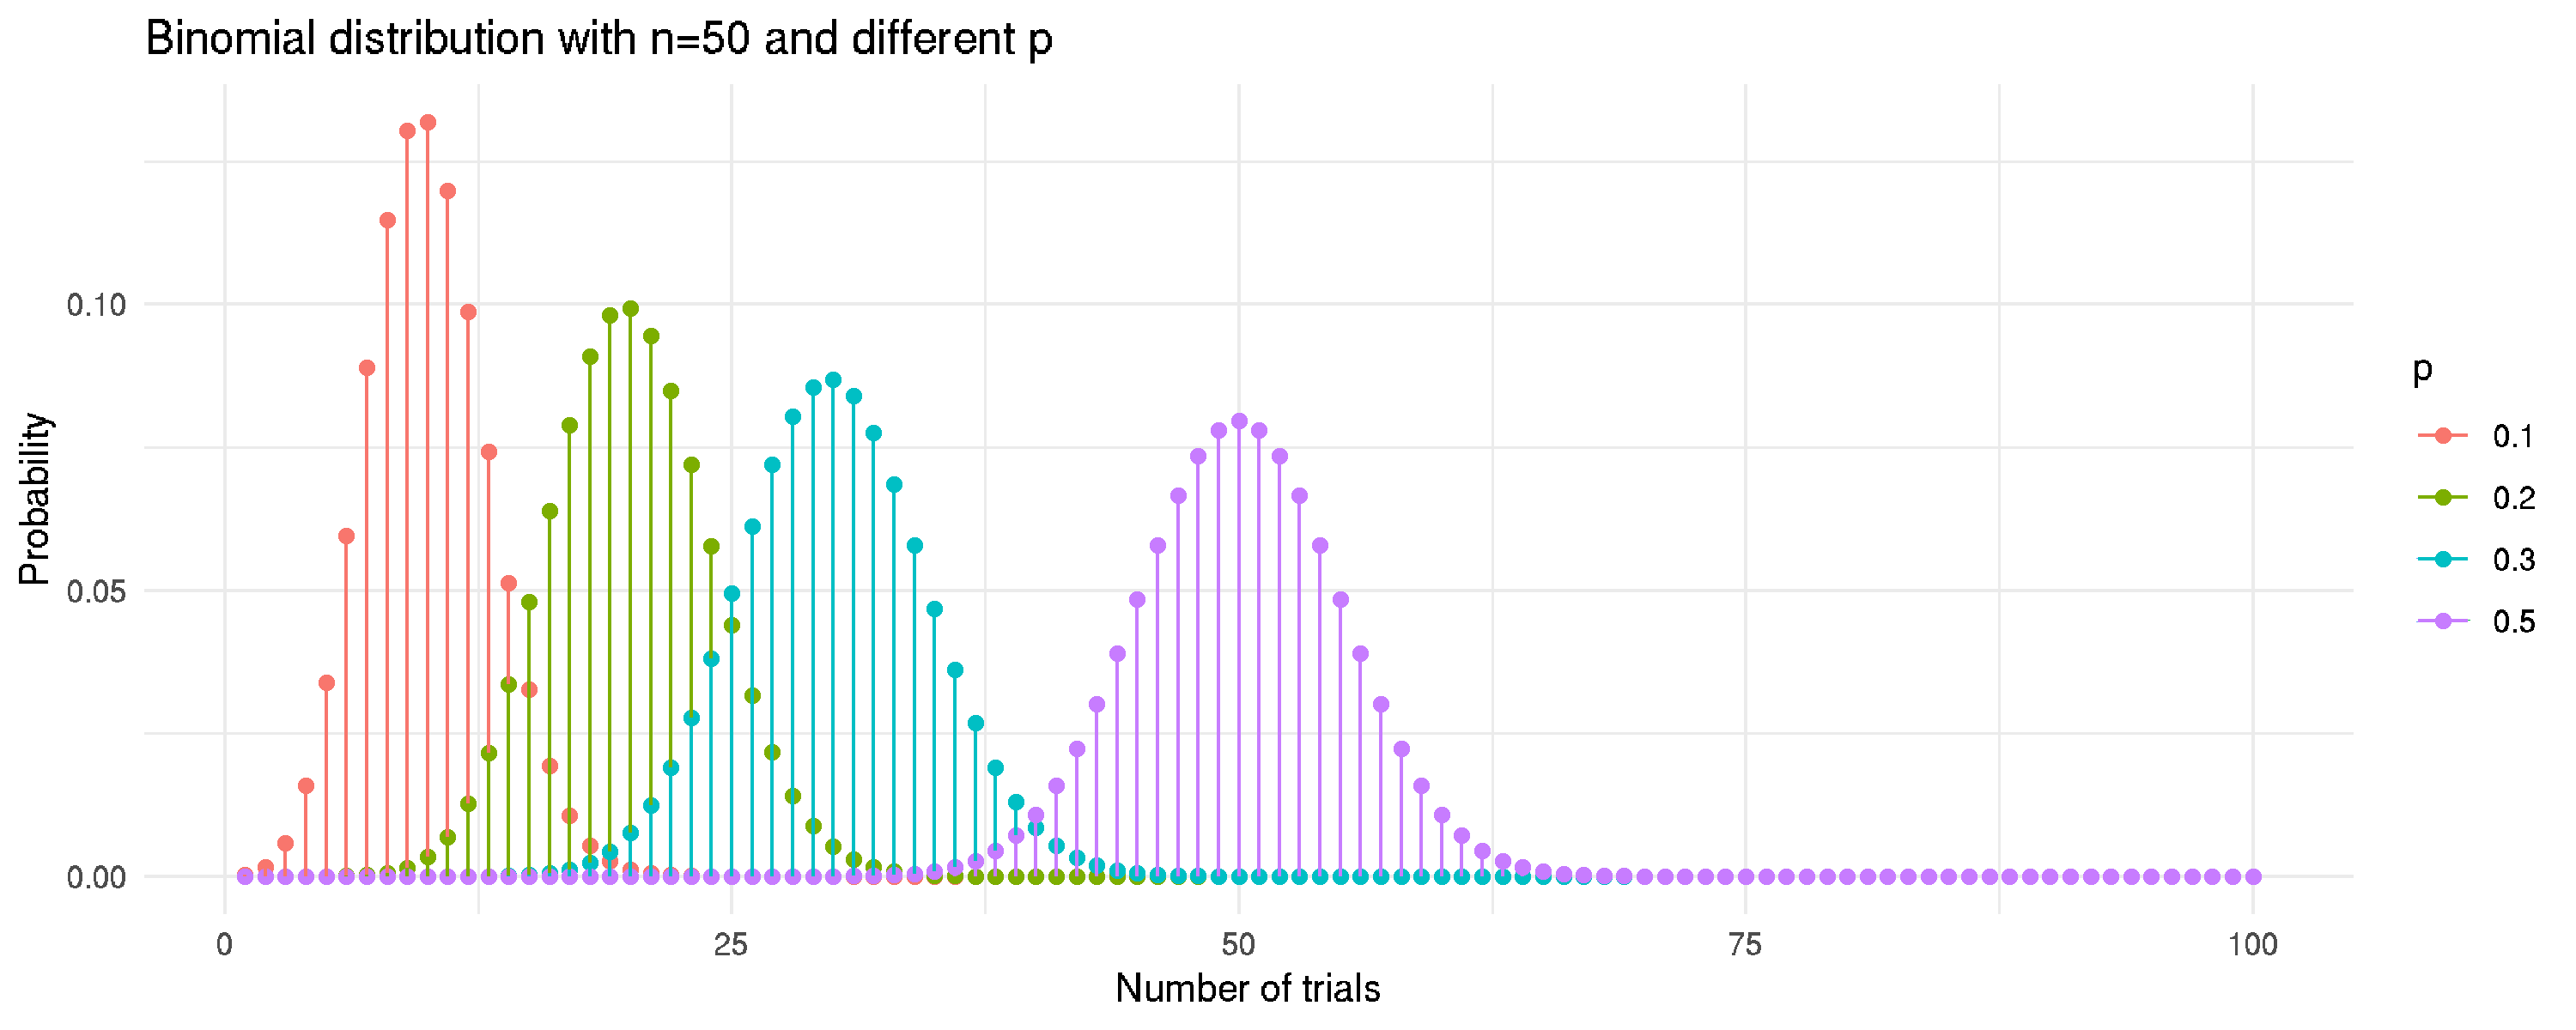 Binomial distribution with n=50 and different p
Probability
0.10
0.05
0.00
0 25 50 75 100
Number of trials
p
0.1
0.2
0.3
0.5